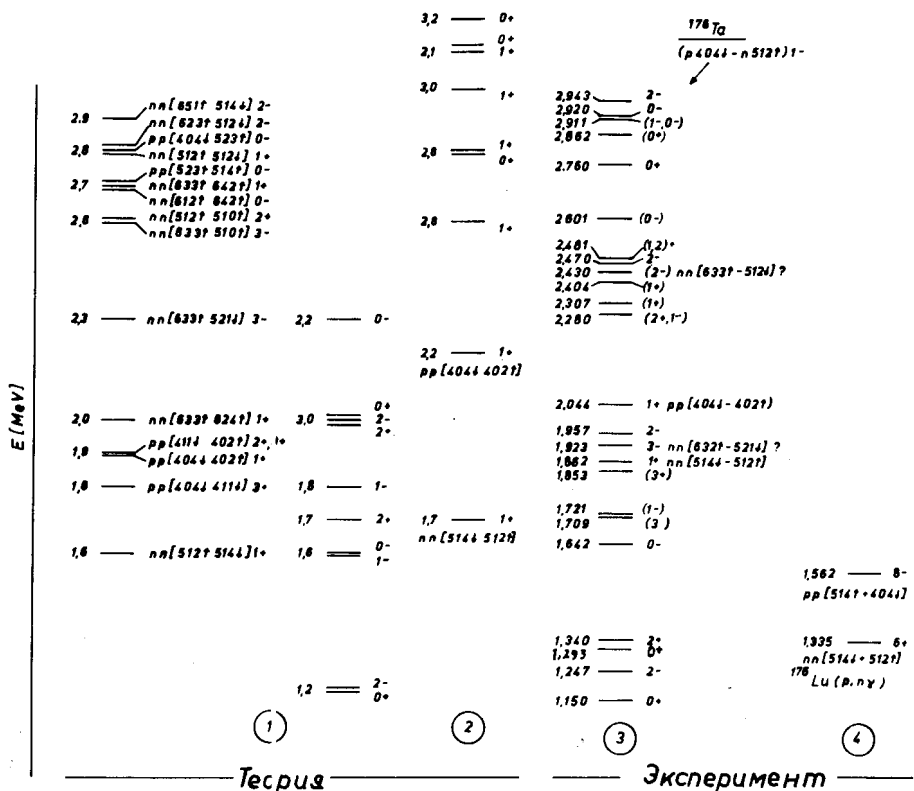 3,2 0+
0+
2,1 1+
3,0 1+
2,8 1+
0+
2,8 1+
2,2 1+
pp[404↓ 402↑]
1,7 1+
nn[514↓ 512↑]
176Ta
(p404↓-n512↑)1-
E[MeV]
nn[651↑ 514↓] 2-
2,9
nn[623↑ 512↓] 2-
pp[404↓ 523↑] 0-
2,8
nn[512↑ 512↓] 1+
pp[523↑ 514↑] 0-
2,7 nn[633↑ 642↑] 1+
nn[612↑ 642↑] 0-
2,6 nn[512↑ 510↑] 2+
nn[633↑ 510↑] 3-
2,3 nn[633↑ 521↓] 3-
2,0 nn[633↑ 624↑] 1+
pp[411↓ 402↑] 2+,1+
1,9
pp[404↓ 402↑] 1+
1,8 pp[404↓ 411↓] 3+
1,6 nn[512↑ 514↓] 1+
2,2 0-
0+
3,0 2-
2+
1,8 1-
1,7 2+
0-
1,6
1-
2-
1,2
0+
2,943 2-
2,920 0-
2,911 (1-,0-)
2,862 (0+)
2,760 0+
2,601 (0-)
2,481 (1,2)+
2,470 2-
2,430 (2-) nn[633↑-512↓] ?
2,404 (1+)
2,307 (1+)
2,280 (2+,1-)
2,044 1+ pp[404↓-402↑)
1,957 2-
1,923 3- nn[632↑-521↓] ?
1,862 1+ nn[514↓-512↑]
1,853 (3+)
1,721 (1-)
1,709 (3 )
1,642 0-
1,340 2+
1,293 0+
1,247 2-
1,150 0+
1,562 8-
pp[514↑+404↓]
1,335 6+
nn[514↓+512↑]
176Lu(p,nγ)
1 2 3 4
Теория Эксперимент